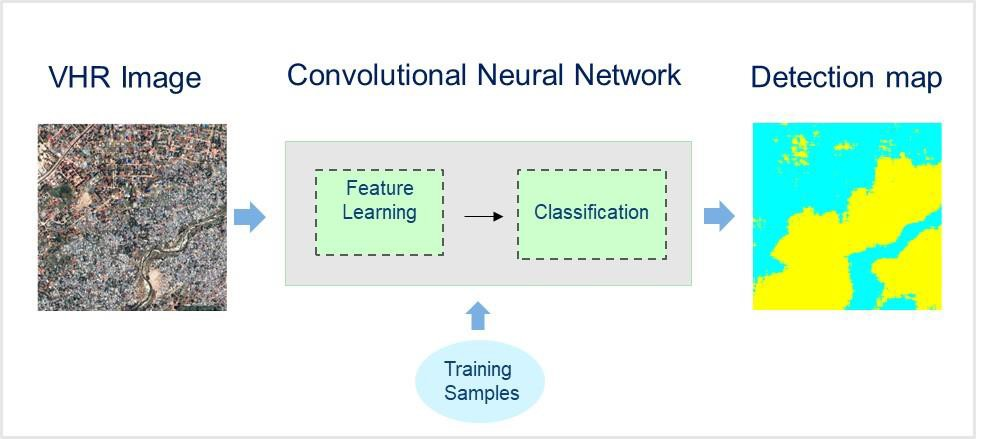 VHR Image
Convolutional Neural Network
Detection map
Feature
Learning
Classification
Training
Samples